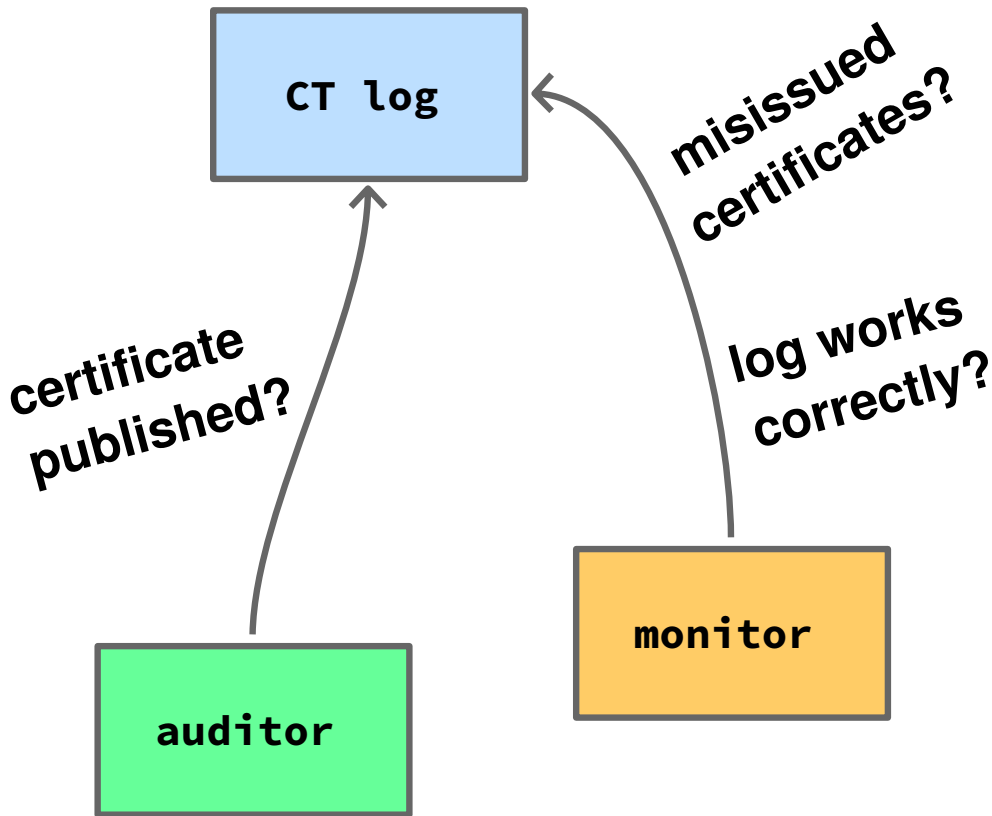 CT log
misissued
certificates?
certificate
published?
log works
correctly?
monitor
auditor